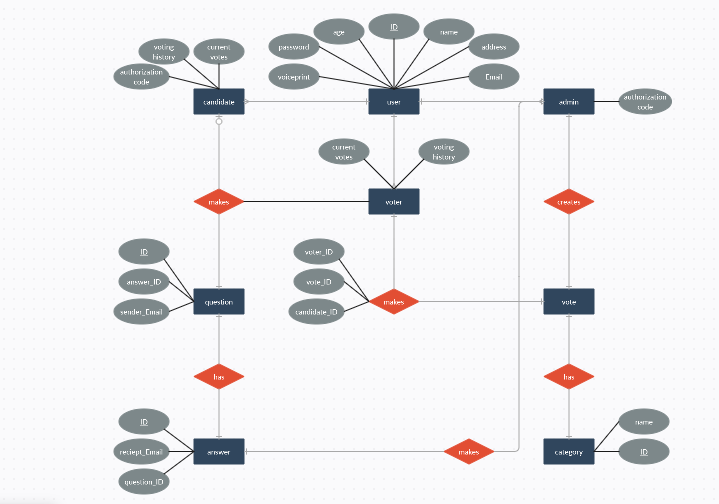 ID
age
name
voting
history
current
votes
password
address
authorization
code
voiceprint
Email
candidate
user
admin
authorization
code
current
votes
voting
history
makes
voter
creates
ID
voter_ID
answer_ID
vote_ID
sender_Email
candidate_ID
question
makes
vote
has
has
ID
name
reciept_Email
answer
makes
category
ID
question_ID